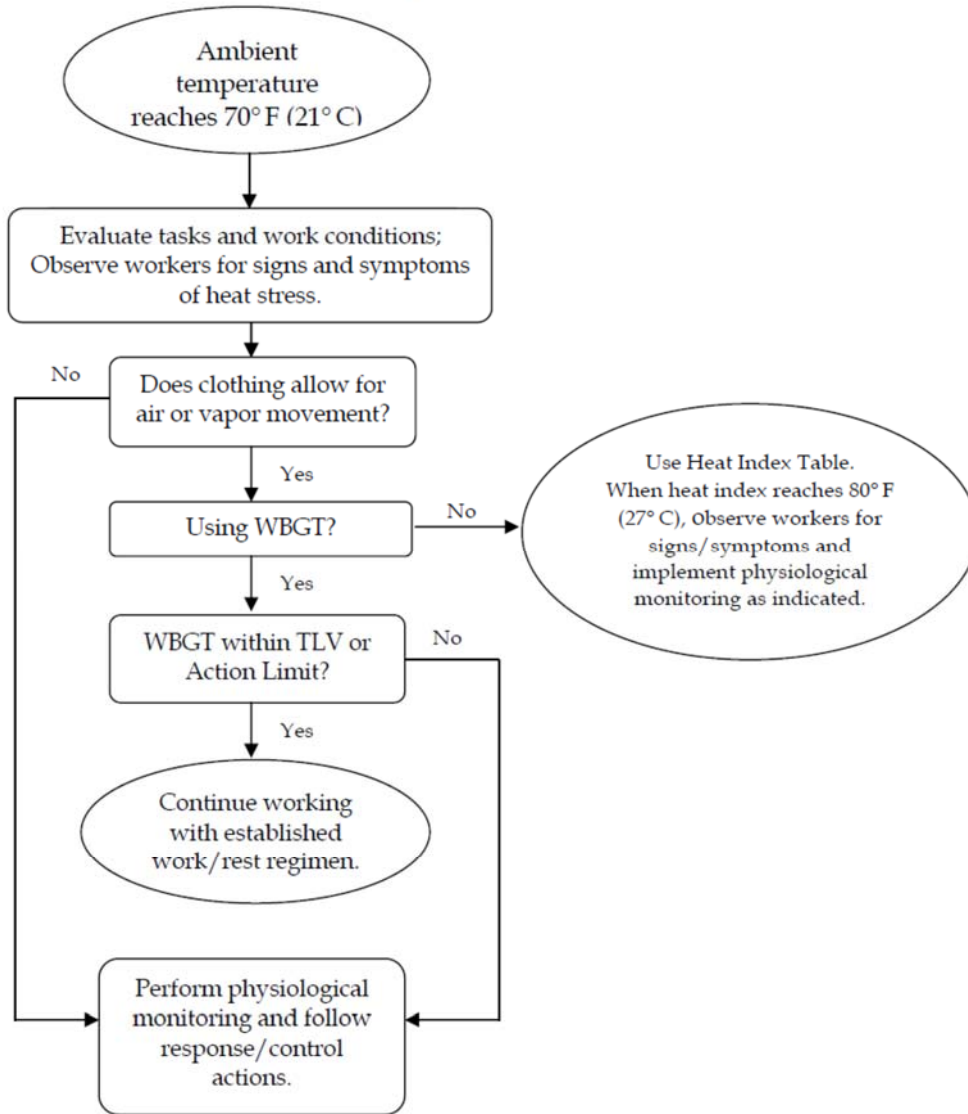 Ambient
temperature
reaches 70° F (21° C)
Evaluate tasks and work conditions;
Observe workers for signs and symptoms
of heat stress.
No
Does clothing allow for
air or vapor movement?
Yes
Use Heat Index Table.
When heat index reaches 80° F
(27° C), Observe workers for
signs/symptoms and
implement physiological
monitoring as indicated.
Using WBGT?
No
Yes
WBGT within TLV or
Action Limit?
No
Yes
Continue working
with established
work/rest regimen.
Perform physiological
monitoring and follow
response/control
actions.